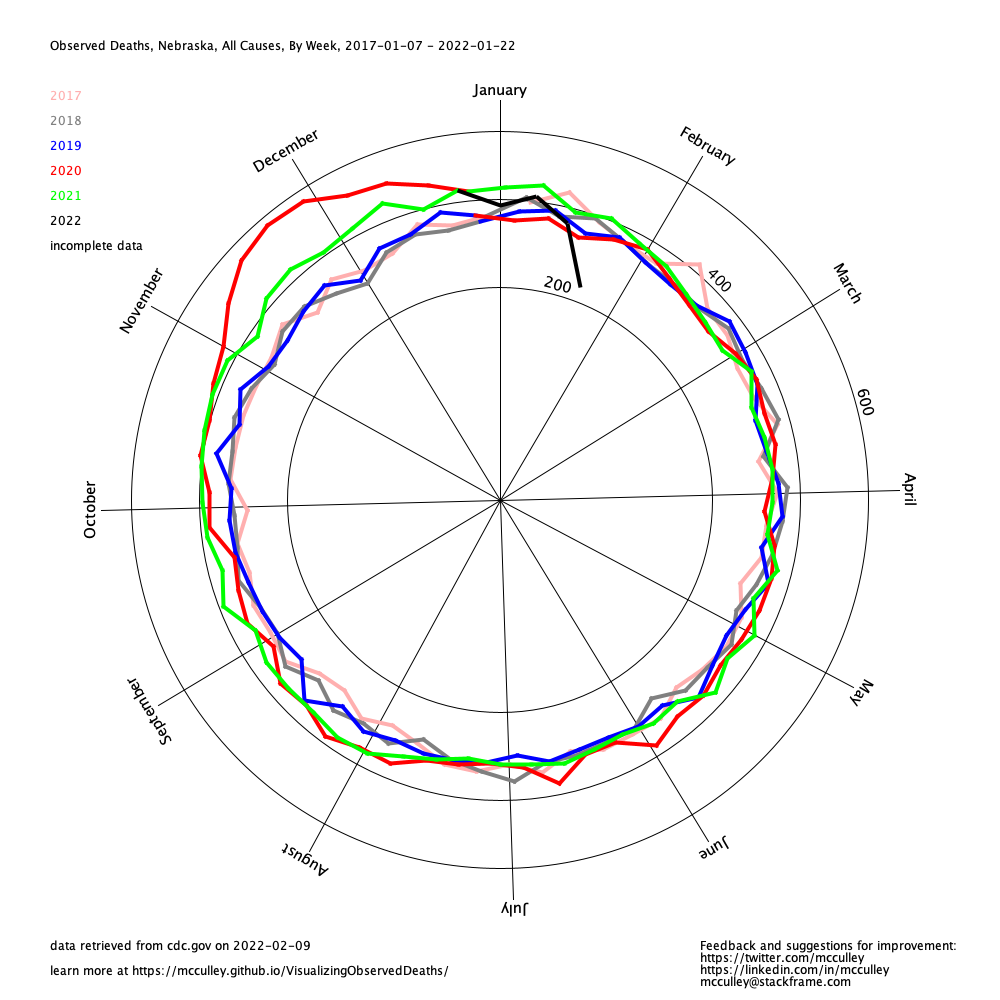 Observed Deaths, Nebraska, All Causes, By Week, 2017-01-07 - 2022-01-22
January
2017
2018
2019
2020
2021
2022
incomplete data
December
February
November
March
200
400
600
October
April
September
May
August
June
July
data retrieved from cdc.gov on 2022-02-09
learn more at https://mcculley.github.io/VisualizingObservedDeaths/
Feedback and suggestions for improvement:
https://twitter.com/mcculley
https://linkedin.com/in/mcculley
mcculley@stackframe.com